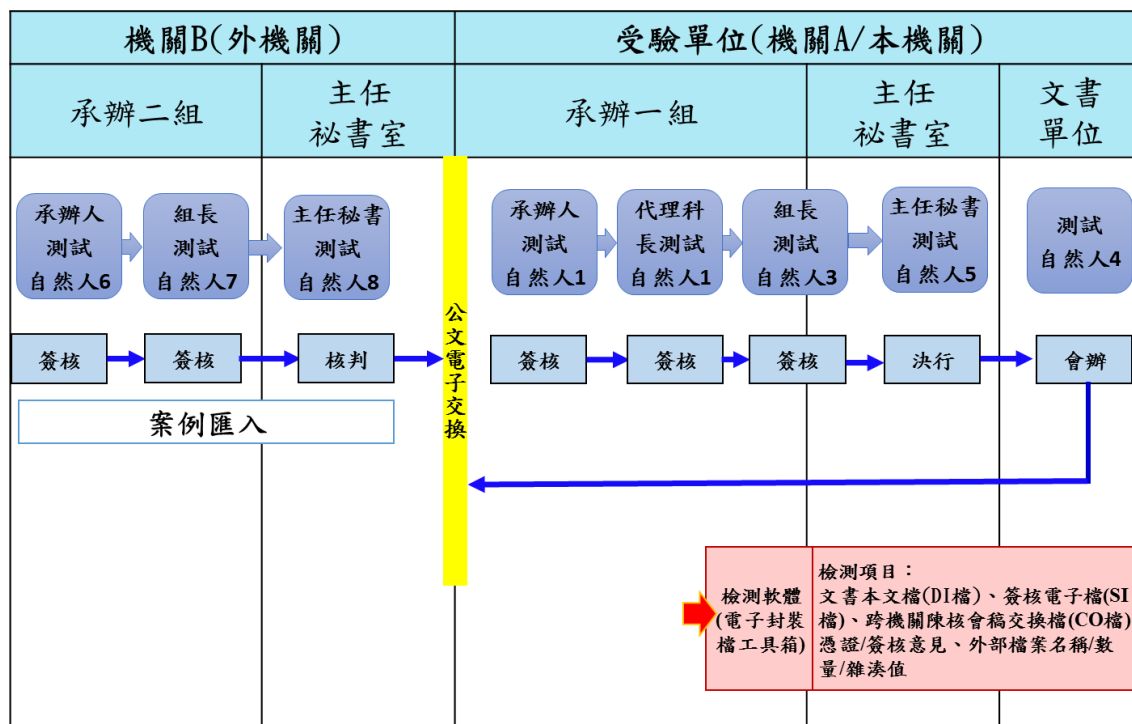 機關B(外機關)
受驗單位(機關A/本機關)
承辦二組
主任
祕書室
承辦一組
主任
祕書室
文書
單位
承辦人
測試
自然人6
組長
測試
自然人7
主任秘書
測試
自然人8
承辦人
測試
自然人1
代理科
長測試
自然人1
組長
測試
自然人3
主任秘書
測試
自然人5
測試
自然人4
公文電子交換
簽核
簽核
核判
簽核
簽核
簽核
決行
會辦
案例匯入
檢測軟體
(電子封裝
檔工具箱)
檢測項目：
文書本文檔(DI檔)、簽核電子檔(SI
檔)、跨機關陳核會稿交換檔(CO檔)
憑證/簽核意見、外部檔案名稱/數
量/雜湊值